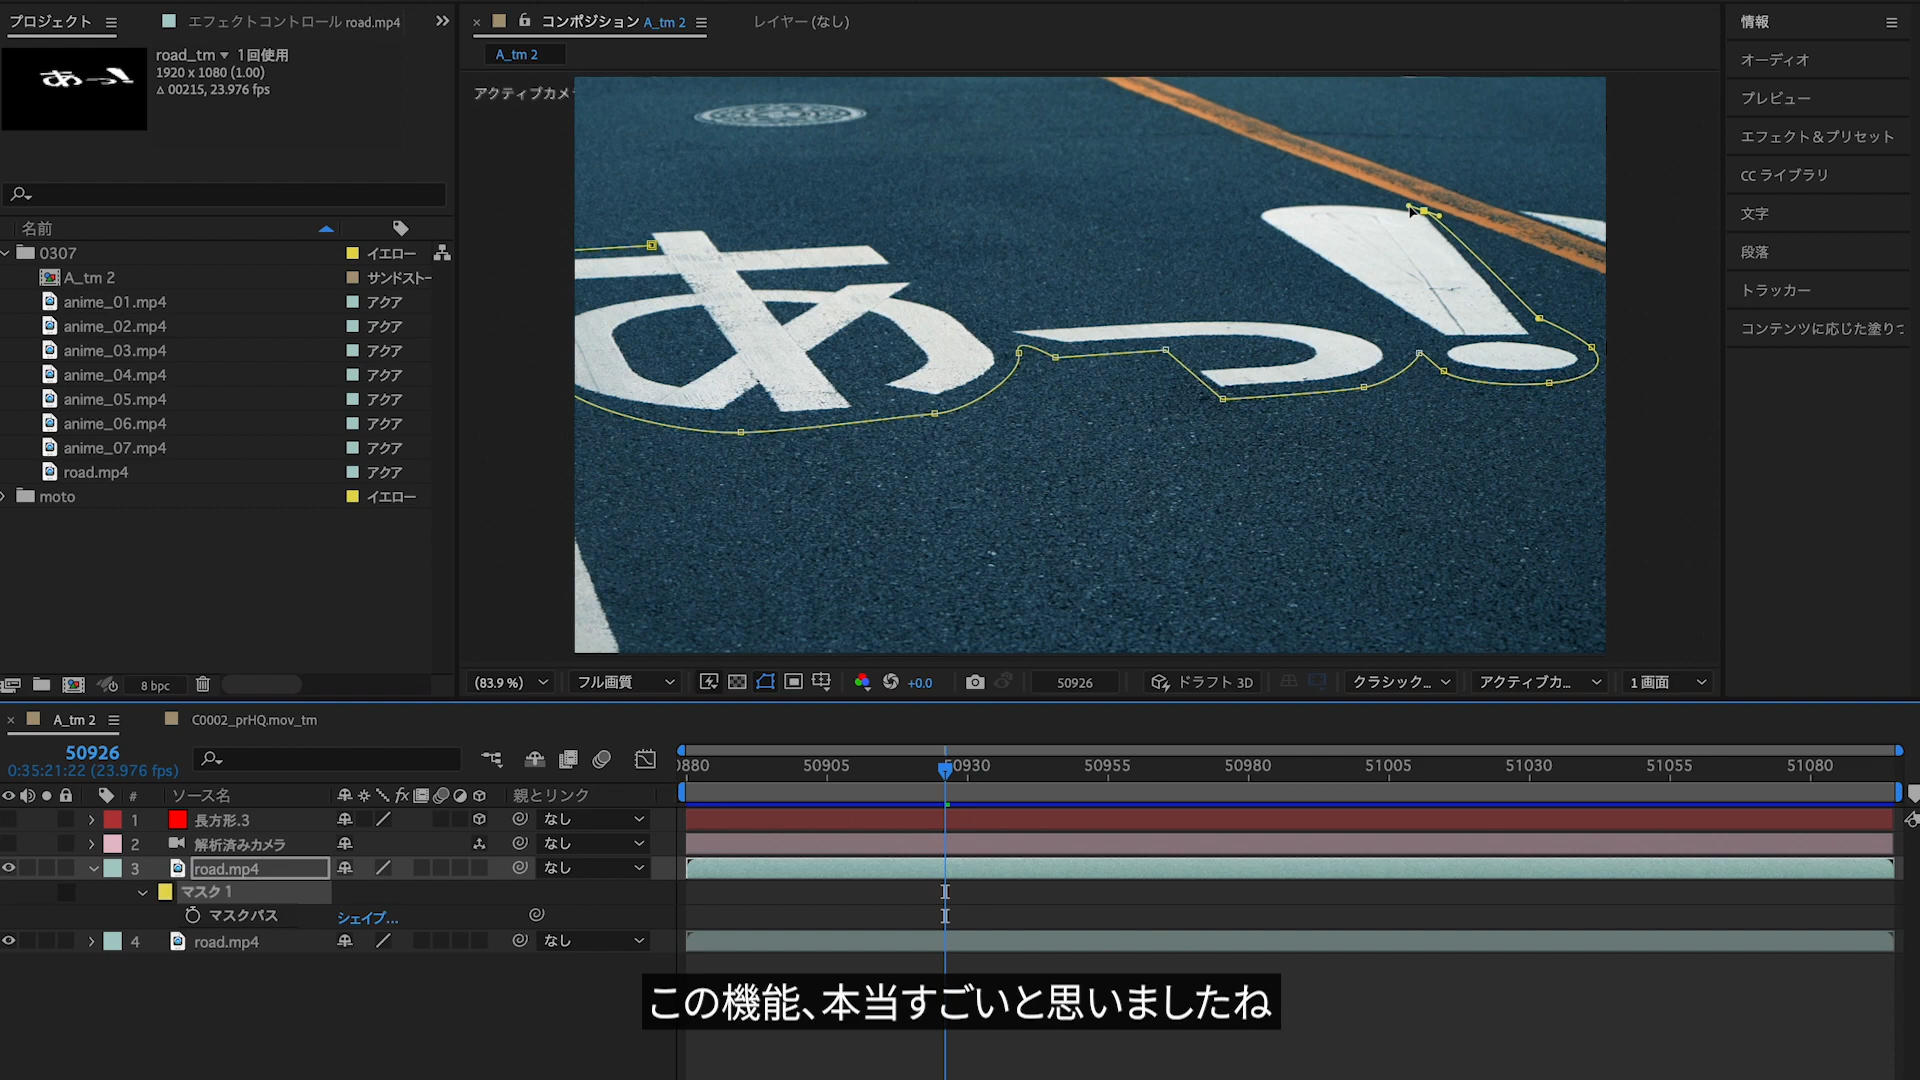 プロジェクト
エフェクトコントロール road.mp4
コンポジション A_tm 2
レイヤー (なし)
情報
road_tm
1回使用
1920 x 1080 (1.00)
Δ 00215, 23.976 fps
A_tm 2
アクティブカメ
オーディオ
プレビュー
エフェクト＆プリセット
CC ライブラリ
文字
段落
トラッカー
コンテンツに応じた塗りつ
名前
0307 イエロー
A_tm 2 サンドストー
anime_01.mp4 アクア
anime_02.mp4 アクア
anime_03.mp4 アクア
anime_04.mp4 アクア
anime_05.mp4 アクア
anime_06.mp4 アクア
anime_07.mp4 アクア
road.mp4 アクア
moto イエロー
あっ!
8 bpc
(83.9 %)
フル画質
+0.0
50926
ドラフト 3D
クラシック...
アクティブカ...
1 画面
A_tm 2
C0002_prHQ.mov_tm
50926
0:35:21:22 (23.976 fps)
0880 50905 50930 50955 50980 51005 51030 51055 51080
# ソース名 fx 親とリンク
1 長方形.3 なし
2 解析済みカメラ なし
3 road.mp4 なし
マスク 1
マスクパス シェイプ...
4 road.mp4 なし
この機能、本当すごいと思いましたね